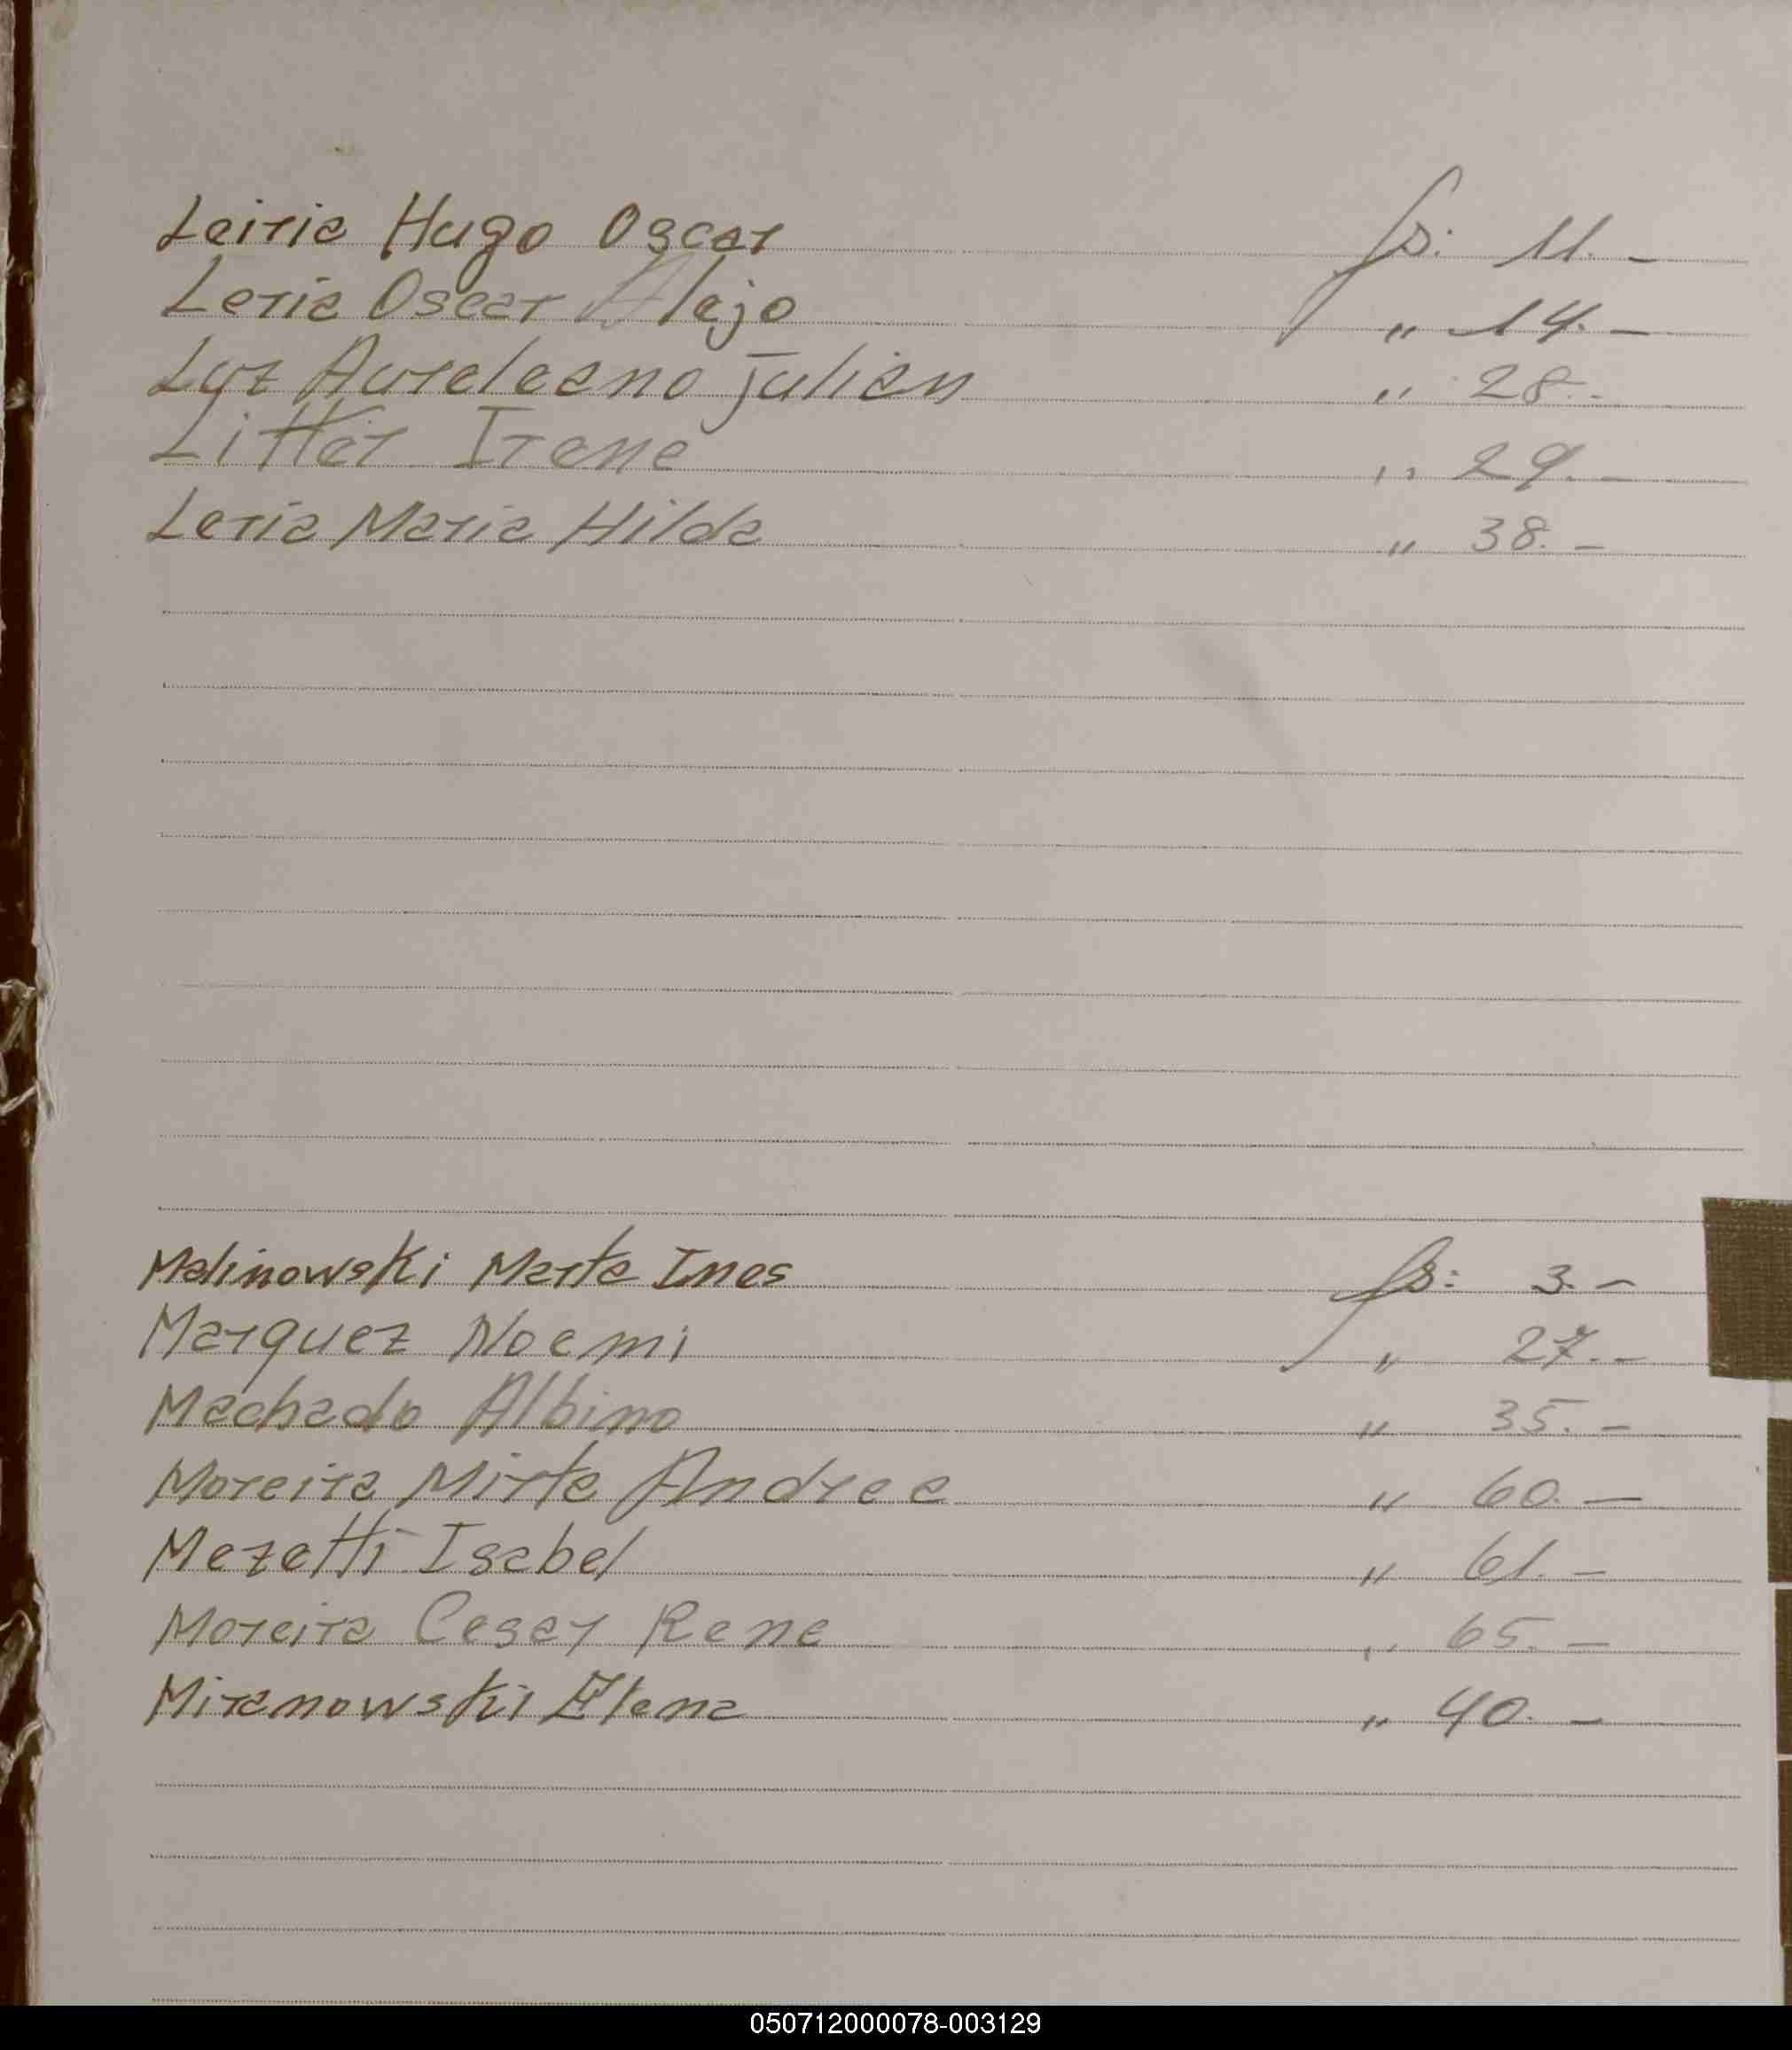 Leiria Hugo Oscar fs: 11.-
Leria Oscar Alejo " 14.-
Luz Aureleano Julian " 28.-
Litter Irene " 29.-
Leria Maria Hilda " 38.-
Malinowski Marta Ines fs: 3.-
Marquez Noemi " 27.-
Machado Albino " 35.-
Moreira Mirta Andrea " 60.-
Mezetti Isabel " 61.-
Moreira Cesar Rene " 65.-
Miranowski Elena " 40.-
050712000078-003129